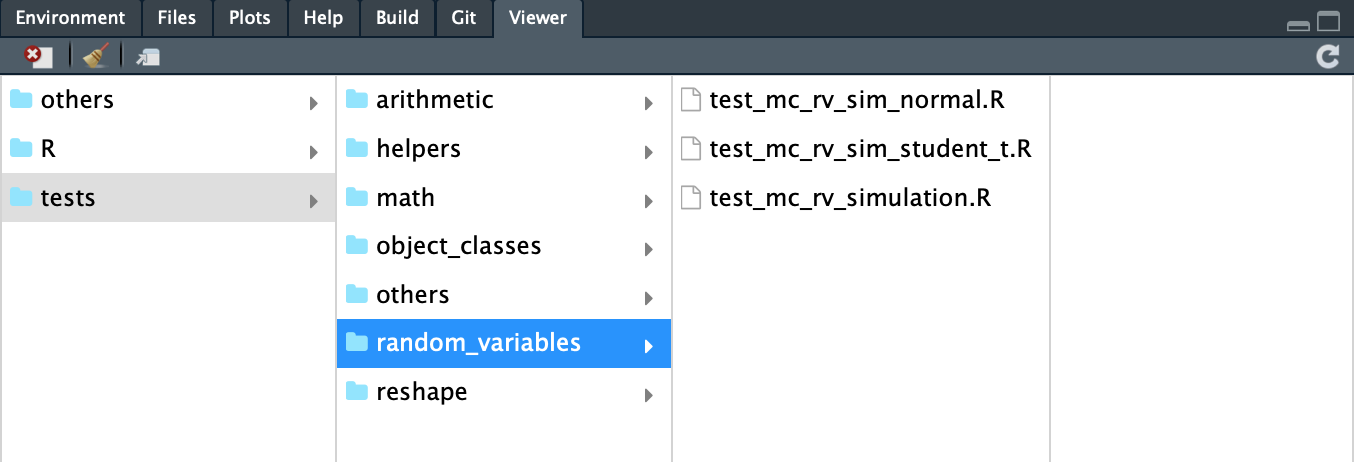 Environment Files Plots Help Build Git Viewer
others
R
tests
arithmetic
helpers
math
object_classes
others
random_variables
reshape
test_mc_rv_sim_normal.R
test_mc_rv_sim_student_t.R
test_mc_rv_simulation.R